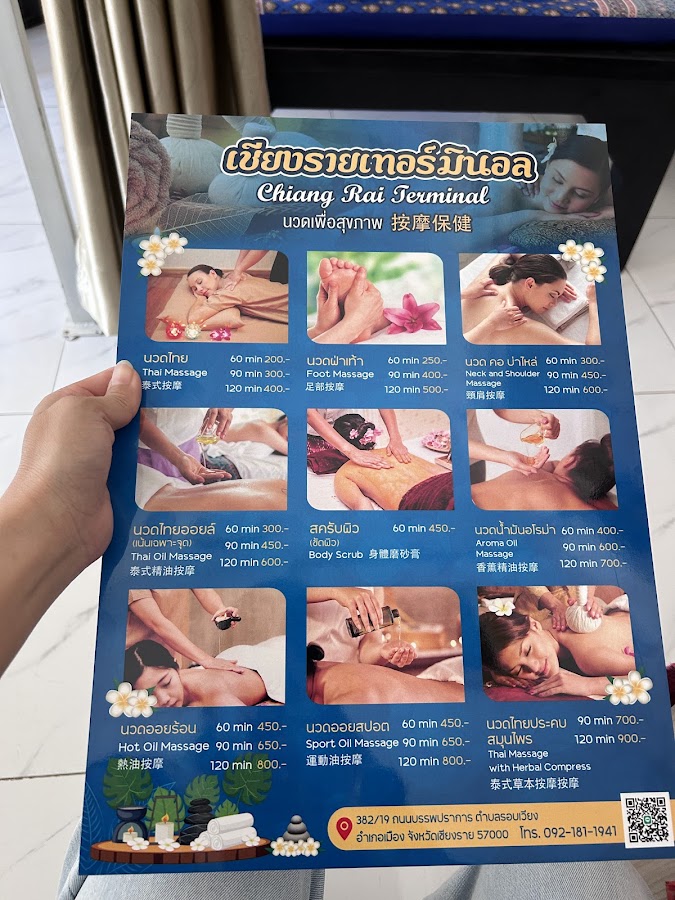 เชียงรายเทอร์มินอล
Chiang Rai Terminal
นวดเพื่อสุขภาพ 按摩保健
นวดไทย 60 min 200.-
Thai Massage 90 min 300.-
泰式按摩 120 min 400.-
นวดฝ่าเท้า 60 min 250.-
Foot Massage 90 min 400.-
足部按摩 120 min 500.-
นวด คอ บ่าไหล่ 60 min 300.-
Neck and Shoulder
Massage 90 min 450.-
頸肩按摩 120 min 600.-
นวดไทยออยล์ 60 min 300.-
(เน้นเฉพาะจุด) 90 min 450.-
Thai Oil Massage
泰式精油按摩 120 min 600.-
สครับผิว 60 min 450.-
(ขัดผิว)
Body Scrub 身體磨砂膏
นวดน้ำมันอโรม่า 60 min 400.-
Aroma Oil
Massage 90 min 600.-
香薰精油按摩 120 min 700.-
นวดออยร้อน 60 min 450.-
Hot Oil Massage 90 min 650.-
熱油按摩 120 min 800.-
นวดออยสปอต 60 min 450.-
Sport Oil Massage 90 min 650.-
運動油按摩 120 min 800.-
นวดไทยประคบ 90 min 700.-
สมุนไพร 120 min 900.-
Thai Massage
with Herbal Compress
泰式草本按摩按摩
382/19 ถนนบรรพปราการ ตำบลรอบเวียง
อำเภอเมือง จังหวัดเชียงราย 57000 โทร. 092-181-1941